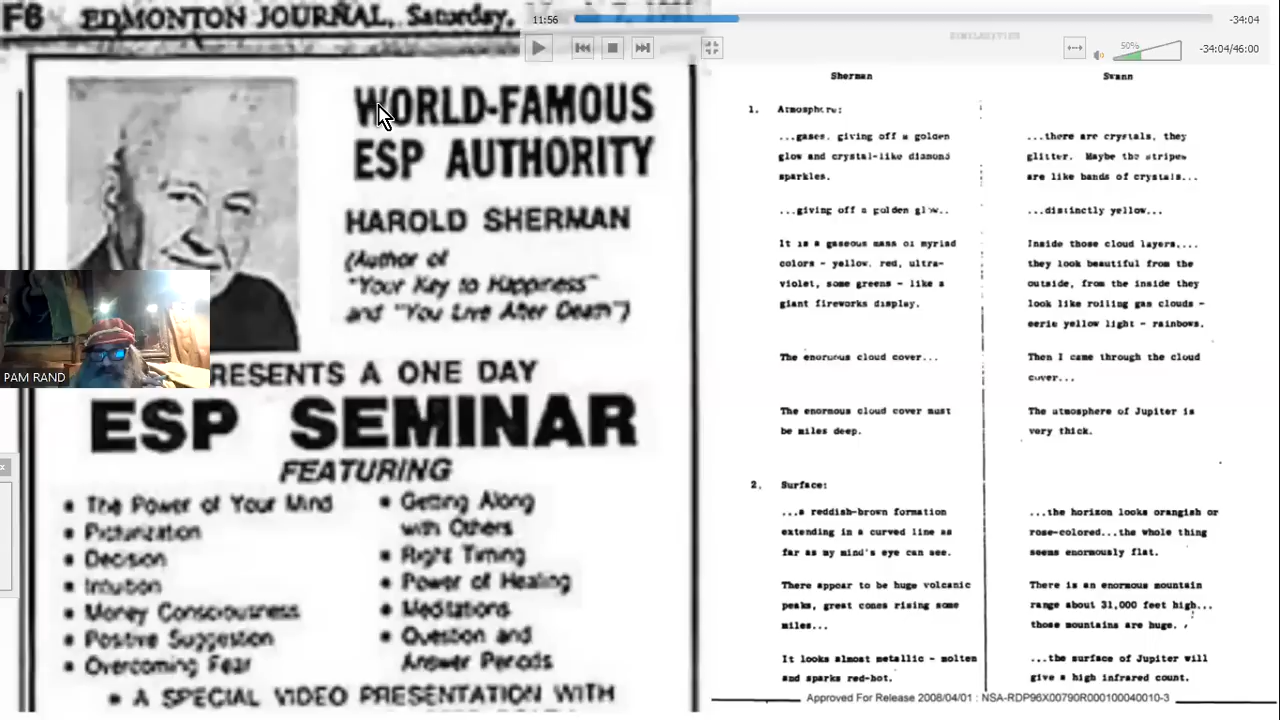 F6 EDMONTON JOURNAL, Saturday,
WORLD-FAMOUS
ESP AUTHORITY
HAROLD SHERMAN
(Author of
"Your Key to Happiness"
and "You Live After Death")
PAM RAND
RESENTS A ONE DAY
ESP SEMINAR
FEATURING
• The Power of Your Mind
• Picturization
• Decision
• Intuition
• Money Consciousness
• Positive Suggestion
• Overcoming Fear
• Getting Along
with Others
• Right Timing
• Power of Healing
• Meditations
• Question and
Answer Periods
• A SPECIAL VIDEO PRESENTATION WITH
11:56
-34:04
50%
-34:04/46:00
Sherman
Swann
1. Atmosphere:
...gases, giving off a golden
glow and crystal-like diamond
sparkles.
...giving off a golden glow..
It is a gaseous mass of myriad
colors - yellow, red, ultra-
violet, some greens - like a
giant fireworks display.
The enormous cloud cover...
The enormous cloud cover must
be miles deep.
...there are crystals, they
glitter. Maybe the stripes
are like bands of crystals...
...distinctly yellow...
Inside those cloud layers....
they look beautiful from the
outside, from the inside they
look like rolling gas clouds -
eerie yellow light - rainbows.
Then I came through the cloud
cover...
The atmosphere of Jupiter is
very thick.
2. Surface:
...a reddish-brown formation
extending in a curved line as
far as my mind's eye can see.
There appear to be huge volcanic
peaks, great cones rising some
miles...
It looks almost metallic - molten
and sparks red-hot.
...the horizon looks orangish or
rose-colored...the whole thing
seems enormously flat.
There is an enormous mountain
range about 31,000 feet high...
those mountains are huge.
...the surface of Jupiter will
give a high infrared count.
Approved For Release 2008/04/01 : NSA-RDP96X00790R000100040010-3